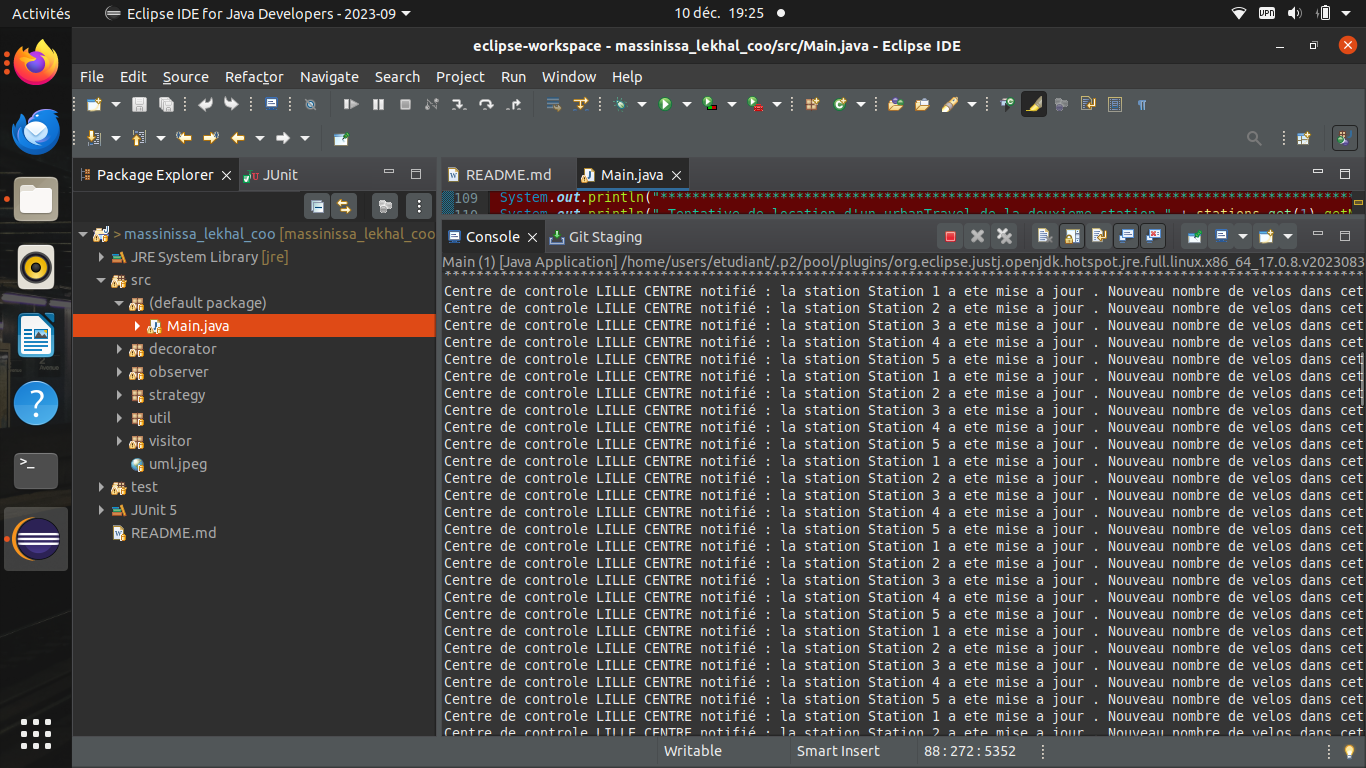 Activités
Eclipse IDE for Java Developers - 2023-09
10 déc. 19:25
VPN
eclipse-workspace - massinissa_lekhal_coo/src/Main.java - Eclipse IDE
File Edit Source Refactor Navigate Search Project Run Window Help
Package Explorer
JUnit
README.md
Main.java
109 System.out.println("****************************************************************************************
System.out.println(" Tentative de location d'un urbanTravel de la deuxieme station " + stations.get(1).getN
> massinissa_lekhal_coo [massinissa_lekhal_coo
JRE System Library [jre]
src
(default package)
Main.java
decorator
observer
strategy
util
visitor
uml.jpeg
test
JUnit 5
README.md
Console
Git Staging
Main (1) [Java Application] /home/users/etudiant/.p2/pool/plugins/org.eclipse.justj.openjdk.hotspot.jre.full.linux.x86_64_17.0.8.v2023083
*******************************************************************************************************************
Centre de controle LILLE CENTRE notifié : la station Station 1 a ete mise a jour . Nouveau nombre de velos dans cet
Centre de controle LILLE CENTRE notifié : la station Station 2 a ete mise a jour . Nouveau nombre de velos dans cet
Centre de controle LILLE CENTRE notifié : la station Station 3 a ete mise a jour . Nouveau nombre de velos dans cet
Centre de controle LILLE CENTRE notifié : la station Station 4 a ete mise a jour . Nouveau nombre de velos dans cet
Centre de controle LILLE CENTRE notifié : la station Station 5 a ete mise a jour . Nouveau nombre de velos dans cet
Centre de controle LILLE CENTRE notifié : la station Station 1 a ete mise a jour . Nouveau nombre de velos dans cet
Centre de controle LILLE CENTRE notifié : la station Station 2 a ete mise a jour . Nouveau nombre de velos dans cet
Centre de controle LILLE CENTRE notifié : la station Station 3 a ete mise a jour . Nouveau nombre de velos dans cet
Centre de controle LILLE CENTRE notifié : la station Station 4 a ete mise a jour . Nouveau nombre de velos dans cet
Centre de controle LILLE CENTRE notifié : la station Station 5 a ete mise a jour . Nouveau nombre de velos dans cet
Centre de controle LILLE CENTRE notifié : la station Station 1 a ete mise a jour . Nouveau nombre de velos dans cet
Centre de controle LILLE CENTRE notifié : la station Station 2 a ete mise a jour . Nouveau nombre de velos dans cet
Centre de controle LILLE CENTRE notifié : la station Station 3 a ete mise a jour . Nouveau nombre de velos dans cet
Centre de controle LILLE CENTRE notifié : la station Station 4 a ete mise a jour . Nouveau nombre de velos dans cet
Centre de controle LILLE CENTRE notifié : la station Station 5 a ete mise a jour . Nouveau nombre de velos dans cet
Centre de controle LILLE CENTRE notifié : la station Station 1 a ete mise a jour . Nouveau nombre de velos dans cet
Centre de controle LILLE CENTRE notifié : la station Station 2 a ete mise a jour . Nouveau nombre de velos dans cet
Centre de controle LILLE CENTRE notifié : la station Station 3 a ete mise a jour . Nouveau nombre de velos dans cet
Centre de controle LILLE CENTRE notifié : la station Station 4 a ete mise a jour . Nouveau nombre de velos dans cet
Centre de controle LILLE CENTRE notifié : la station Station 5 a ete mise a jour . Nouveau nombre de velos dans cet
Centre de controle LILLE CENTRE notifié : la station Station 1 a ete mise a jour . Nouveau nombre de velos dans cet
Centre de controle LILLE CENTRE notifié : la station Station 2 a ete mise a jour . Nouveau nombre de velos dans cet
Centre de controle LILLE CENTRE notifié : la station Station 3 a ete mise a jour . Nouveau nombre de velos dans cet
Centre de controle LILLE CENTRE notifié : la station Station 4 a ete mise a jour . Nouveau nombre de velos dans cet
Centre de controle LILLE CENTRE notifié : la station Station 5 a ete mise a jour . Nouveau nombre de velos dans cet
Centre de controle LILLE CENTRE notifié : la station Station 1 a ete mise a jour . Nouveau nombre de velos dans cet
Centre de controle LILLE CENTRE notifié : la station Station 2 a ete mise a jour . Nouveau nombre de velos dans cet
Writable
Smart Insert
88 : 272 : 5352